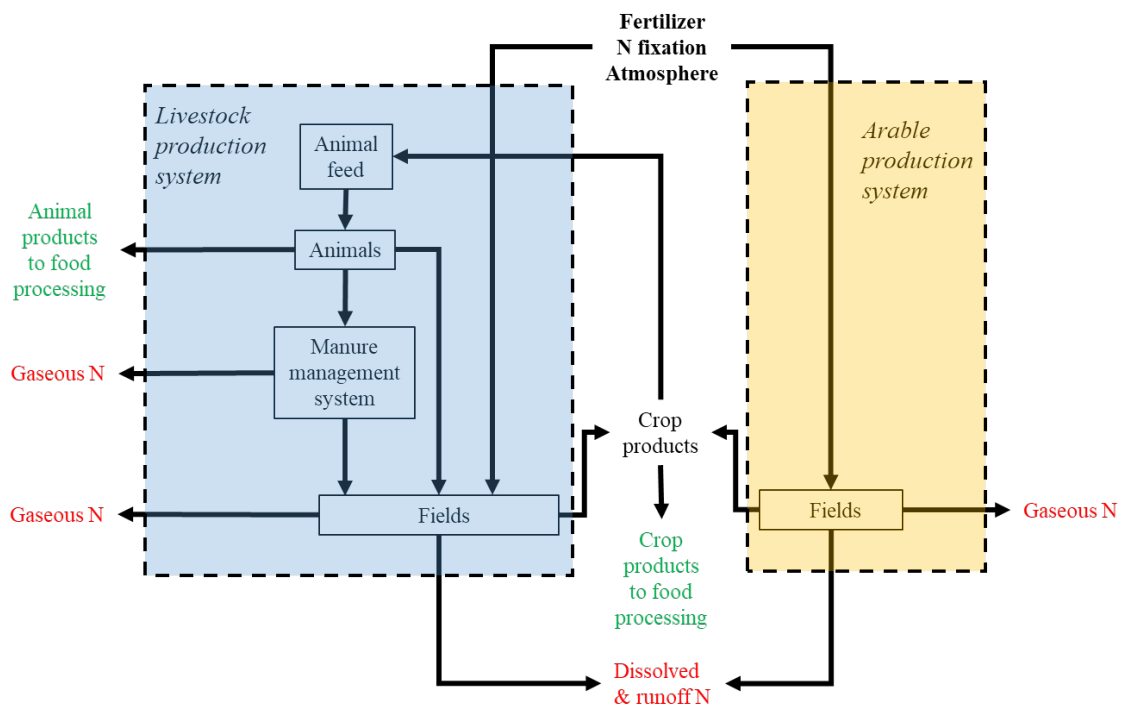 Fertilizer
N fixation
Atmosphere
Livestock
production
system
Arable
production
system
Animal
feed
Animal
products
to food
processing
Animals
Gaseous N
Manure
management
system
Crop
products
Gaseous N
Fields
Fields
Gaseous N
Crop
products
to food
processing
Dissolved
& runoff N